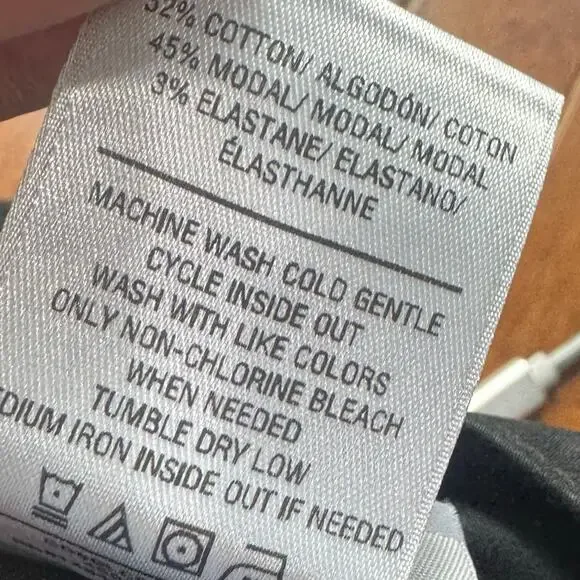 COTTON/ ALGODÓN/ COTON
45% MODAL/ MODAL/ MODAL
3% ELASTANE/ ELASTANO/
ÉLASTHANNE
MACHINE WASH COLD GENTLE
CYCLE INSIDE OUT
WASH WITH LIKE COLORS
ONLY NON-CHLORINE BLEACH
WHEN NEEDED
TUMBLE DRY LOW
IRON INSIDE OUT IF NEEDED